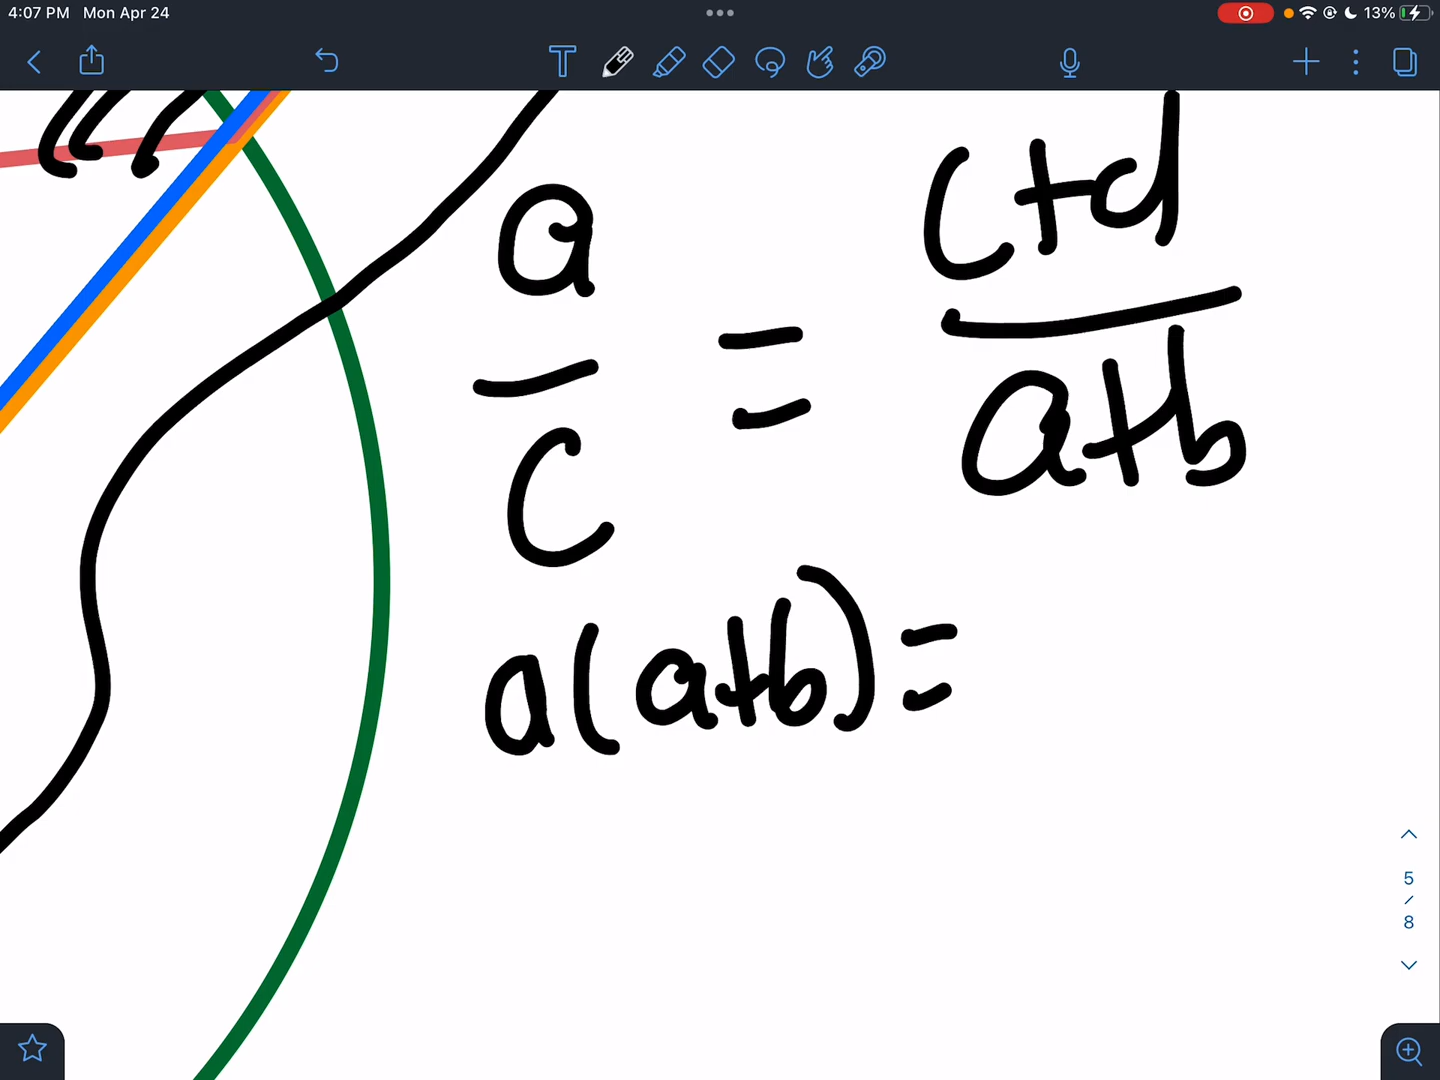 4:07 PM Mon Apr 24
13%
T
a/c = c+d/a+b
a(a+b)=
5
/
8